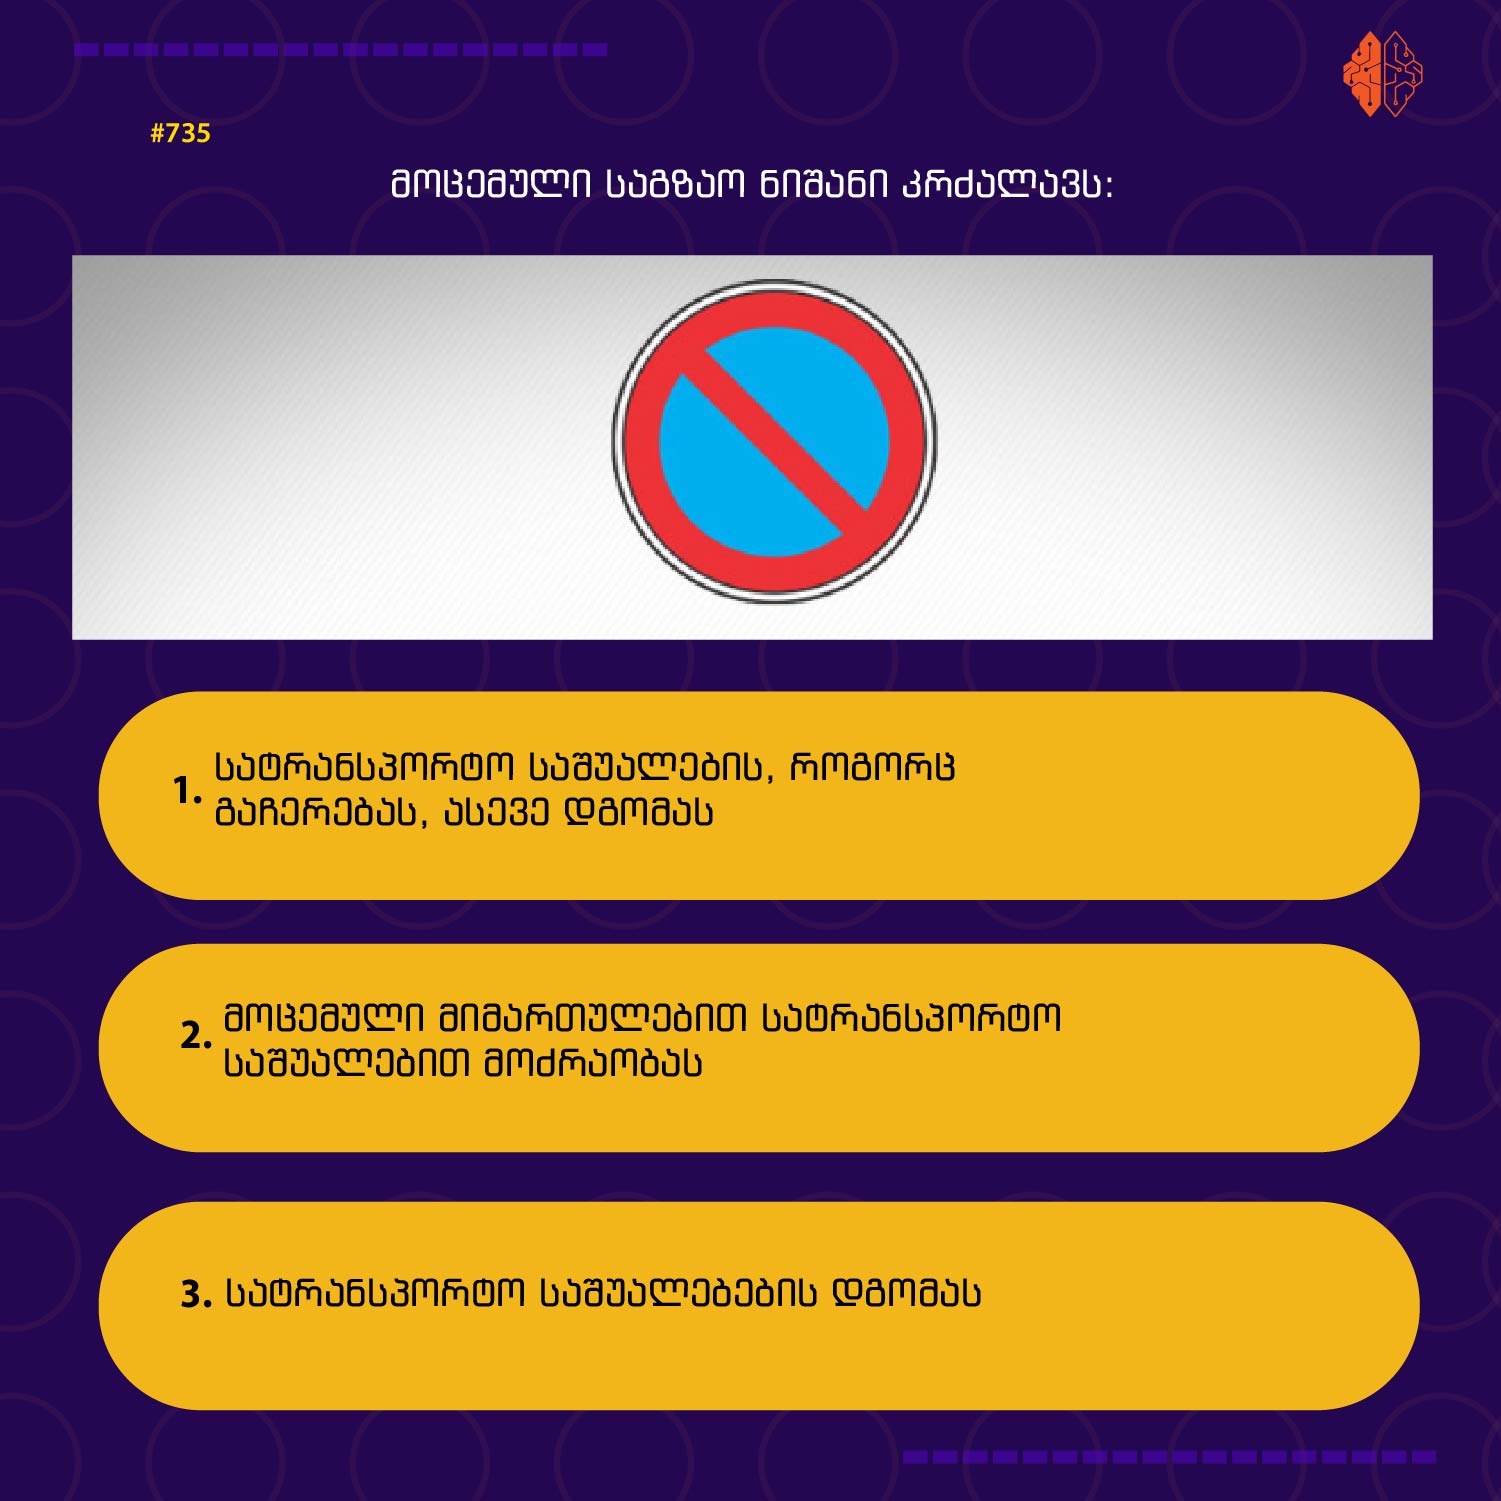 #735
მოცემული საგზაო ნიშანი კრძალავს:
1. სატრანსპორტო საშუალების, როგორც
გაჩერებას, ასევე დგომას
2. მოცემული მიმართულებით სატრანსპორტო
საშუალებით მოძრაობას
3. სატრანსპორტო საშუალებების დგომას